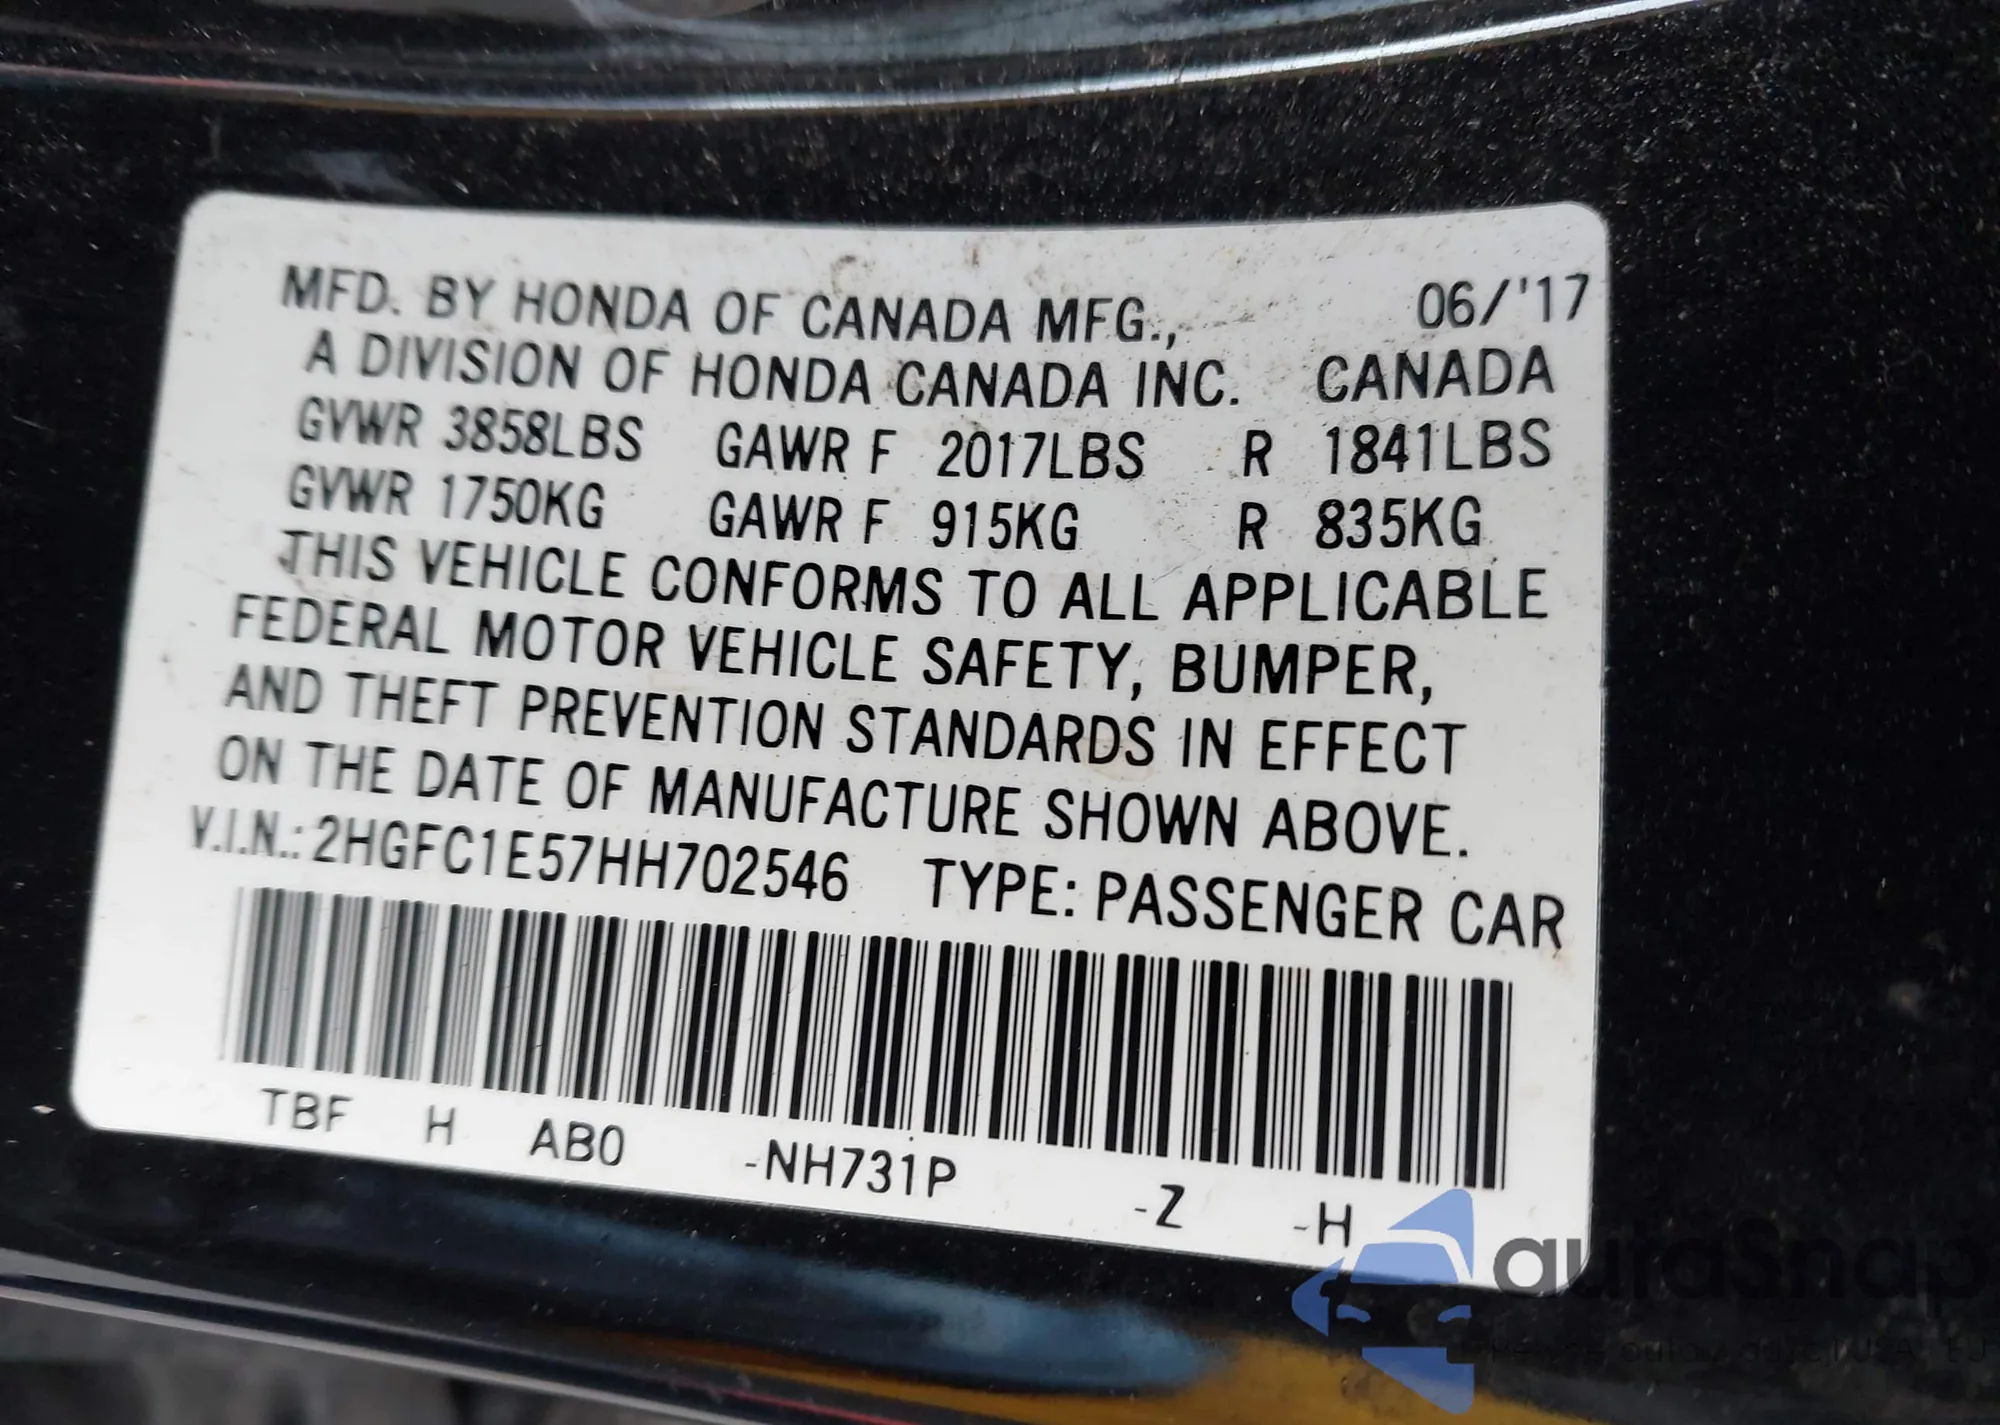 MFD. BY HONDA OF CANADA MFG., 06/'17
A DIVISION OF HONDA CANADA INC. CANADA
GVWR 3858LBS GAWR F 2017LBS R 1841LBS
GVWR 1750KG GAWR F 915KG R 835KG
THIS VEHICLE CONFORMS TO ALL APPLICABLE
FEDERAL MOTOR VEHICLE SAFETY, BUMPER,
AND THEFT PREVENTION STANDARDS IN EFFECT
ON THE DATE OF MANUFACTURE SHOWN ABOVE.
V.I.N.: 2HGFC1E57HH702546 TYPE: PASSENGER CAR
TBF H AB0 -NH731P -Z -H
auraSnap